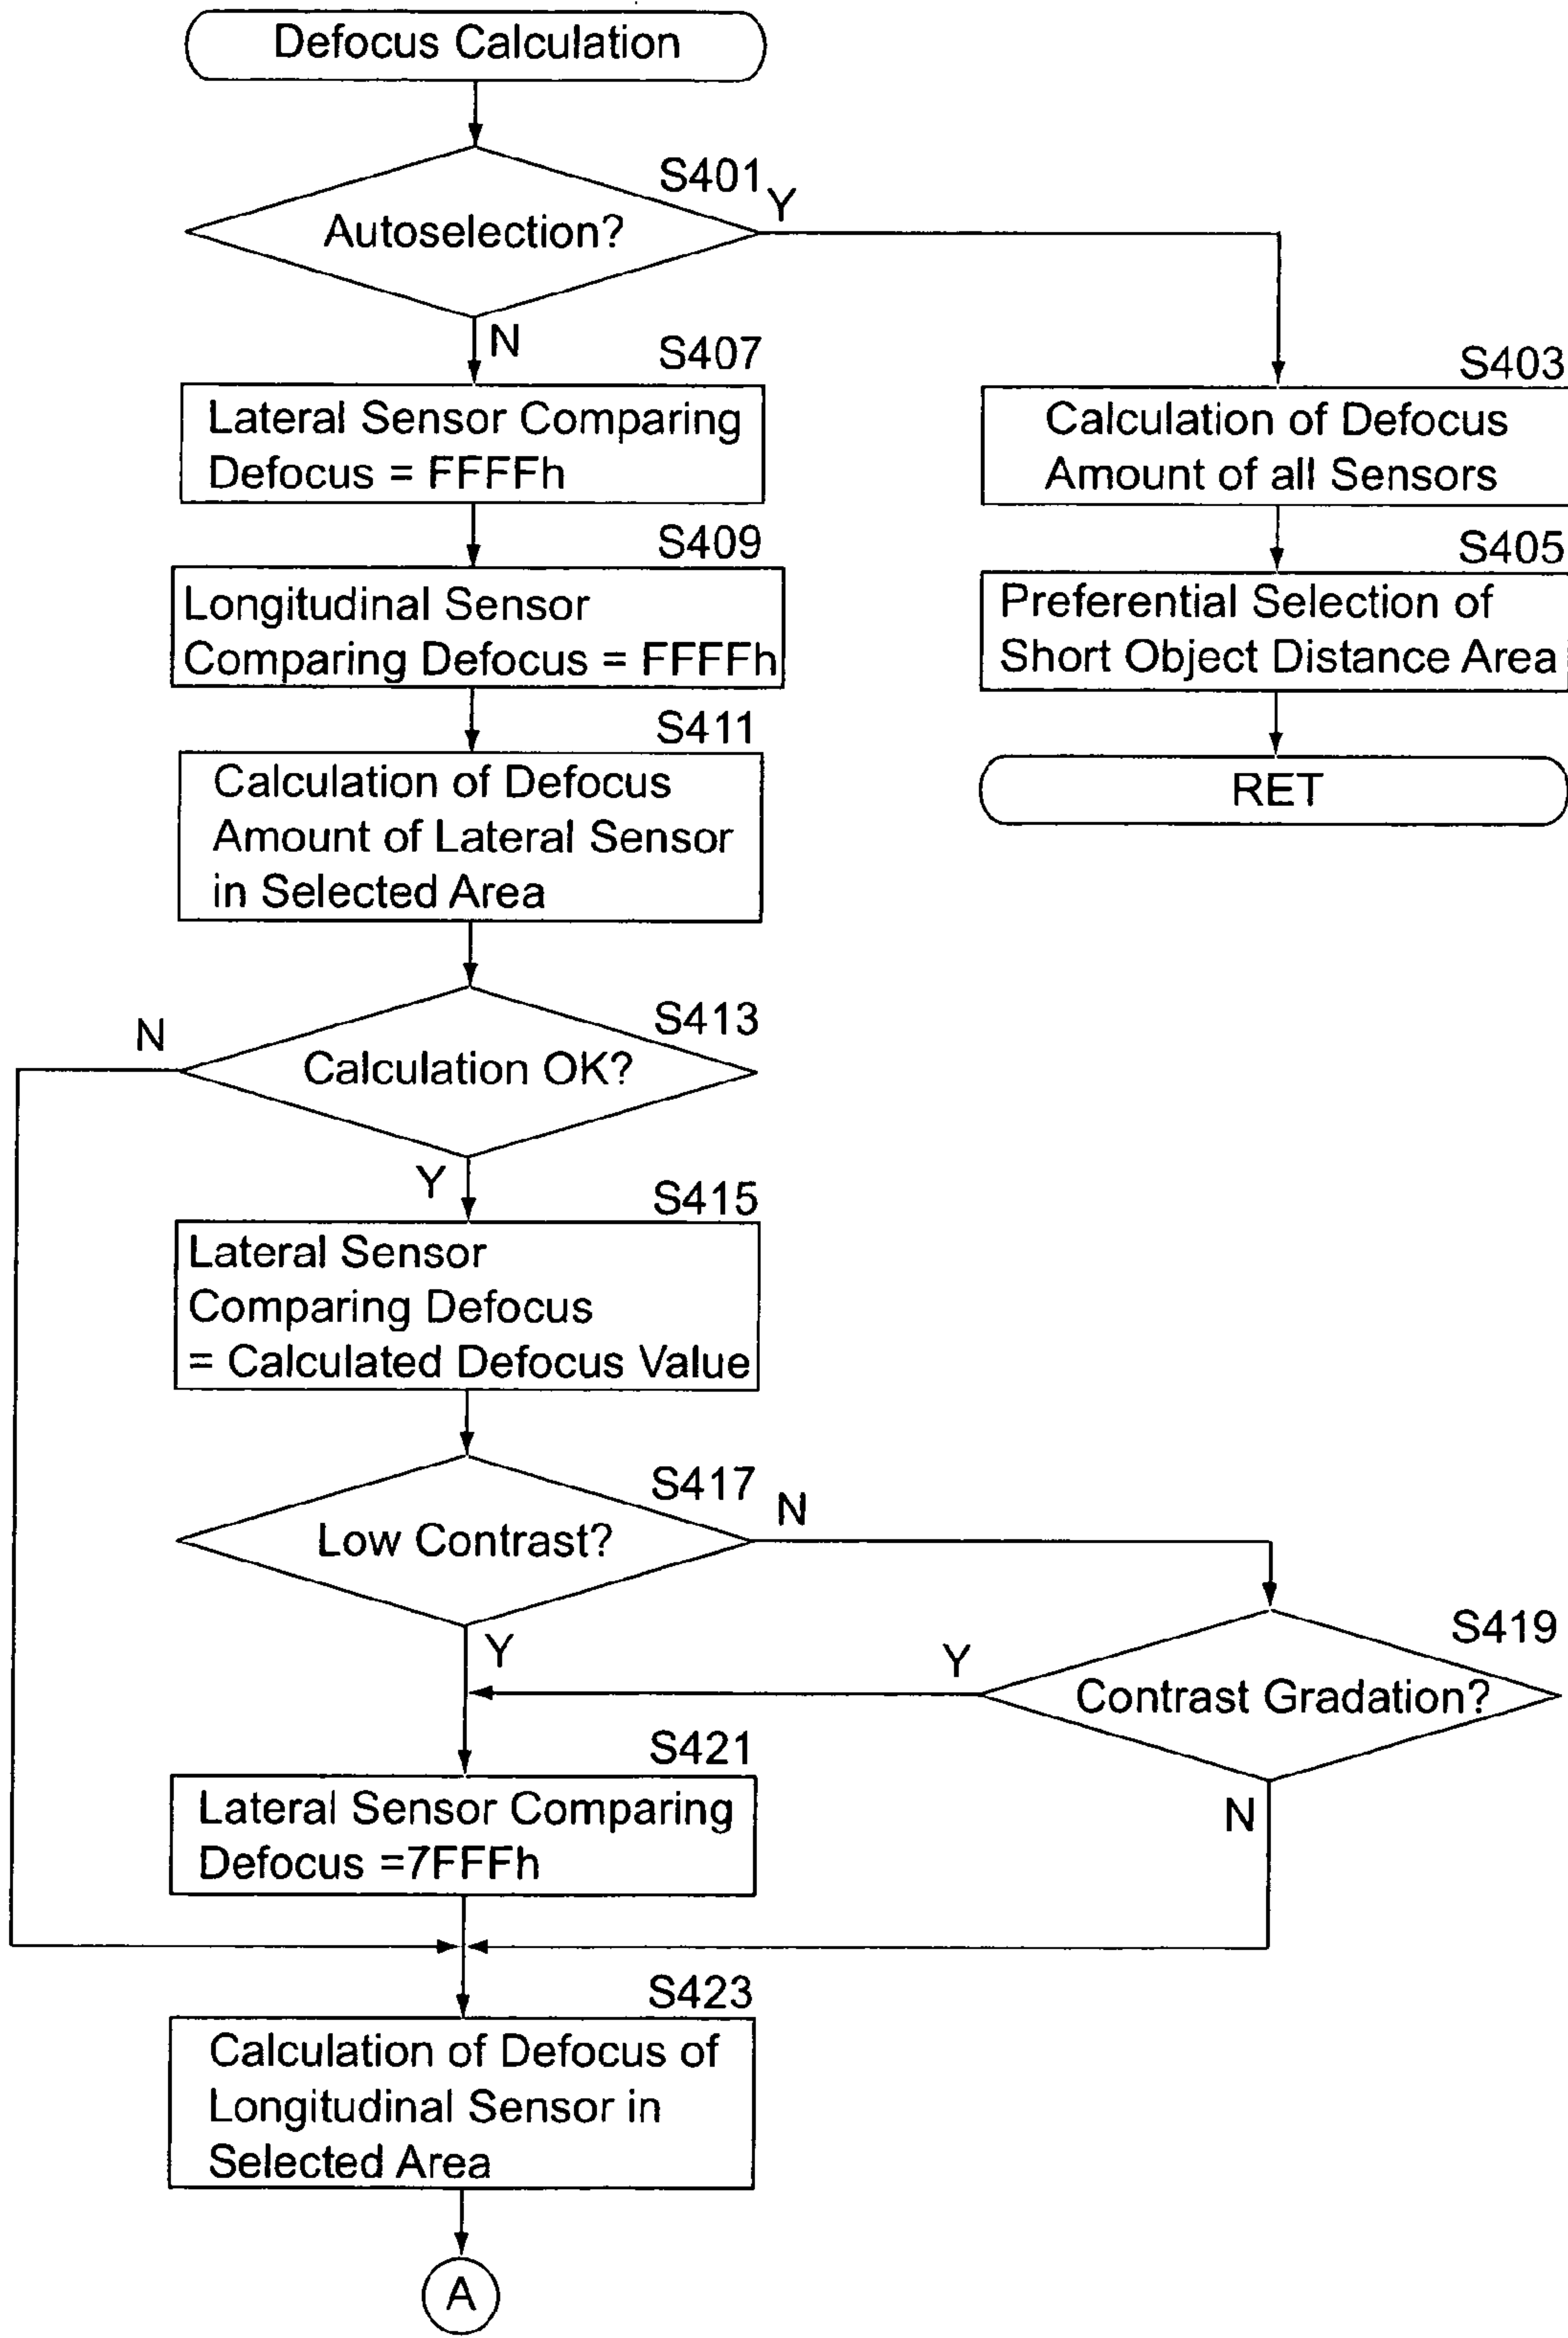 Defocus Calculation
S401
Autoselection?
Y
N
S407
Lateral Sensor Comparing
Defocus = FFFFh
S403
Calculation of Defocus
Amount of all Sensors
S409
Longitudinal Sensor
Comparing Defocus = FFFFh
S405
Preferential Selection of
Short Object Distance Area
RET
S411
Calculation of Defocus
Amount of Lateral Sensor
in Selected Area
S413
Calculation OK?
N
Y
S415
Lateral Sensor
Comparing Defocus
= Calculated Defocus Value
S417
Low Contrast?
N
Y
S419
Contrast Gradation?
Y
N
S421
Lateral Sensor Comparing
Defocus =7FFFh
S423
Calculation of Defocus of
Longitudinal Sensor in
Selected Area
A